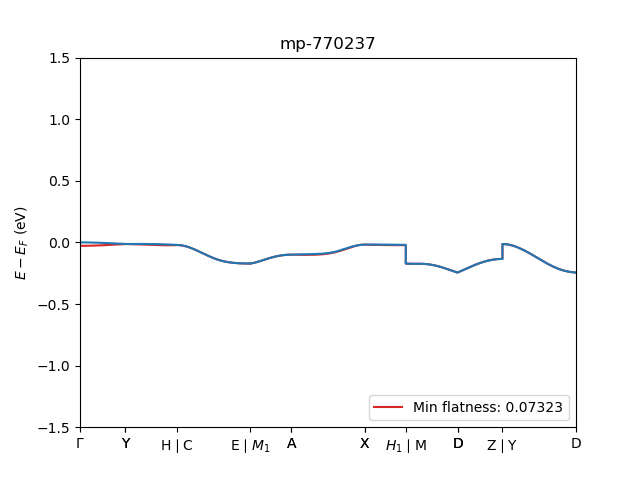 mp-770237
E − E_F (eV)
1.5
1.0
0.5
0.0
−0.5
−1.0
−1.5
Min flatness: 0.07323
Γ Y H | C E | M₁ A X H₁ | M D Z | Y D